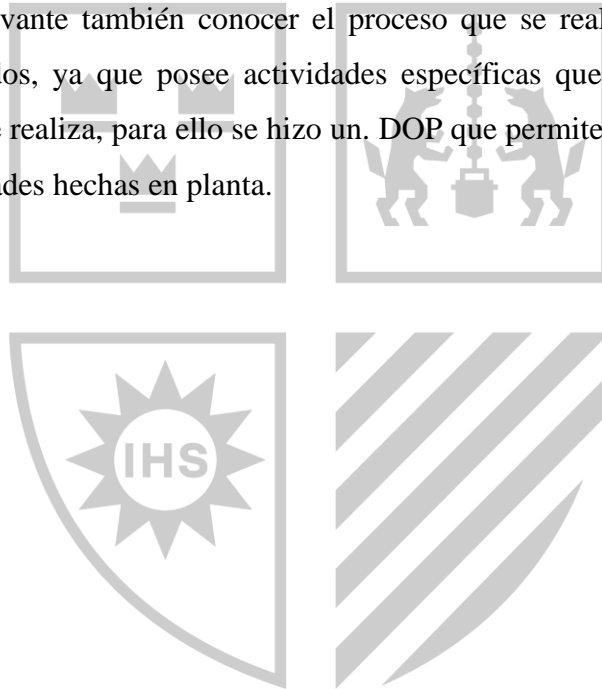 vante también conocer el proceso que se real
los, ya que posee actividades específicas que
e realiza, para ello se hizo un. DOP que permite
ades hechas en planta.
IHS